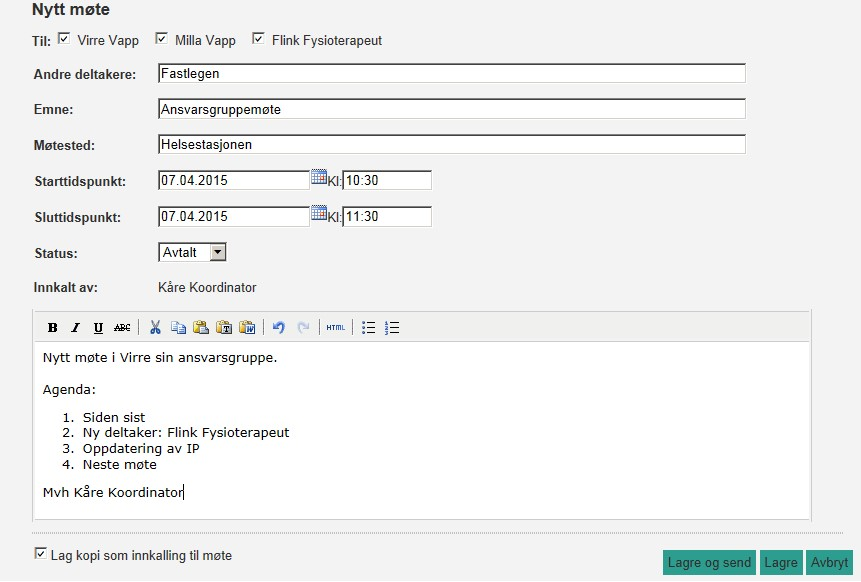 Nytt møte
Til: Virre Vapp Milla Vapp Flink Fysioterapeut
Andre deltakere: Fastlegen
Emne: Ansvarsgruppemøte
Møtested: Helsestasjonen
Starttidspunkt: 07.04.2015 Kl: 10:30
Sluttidspunkt: 07.04.2015 Kl: 11:30
Status: Avtalt
Innkalt av: Kåre Koordinator
B I U ABC T W HTML
Nytt møte i Virre sin ansvarsgruppe.
Agenda:
1. Siden sist
2. Ny deltaker: Flink Fysioterapeut
3. Oppdatering av IP
4. Neste møte
Mvh Kåre Koordinator
Lag kopi som innkalling til møte
Lagre og send Lagre Avbryt